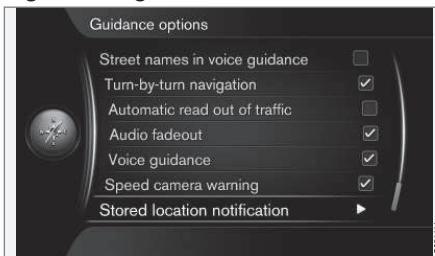 Guidance options
Street names in voice guidance
Turn-by-turn navigation
Automatic read out of traffic
Audio fadeout
Voice guidance
Speed camera warning
Stored location notification